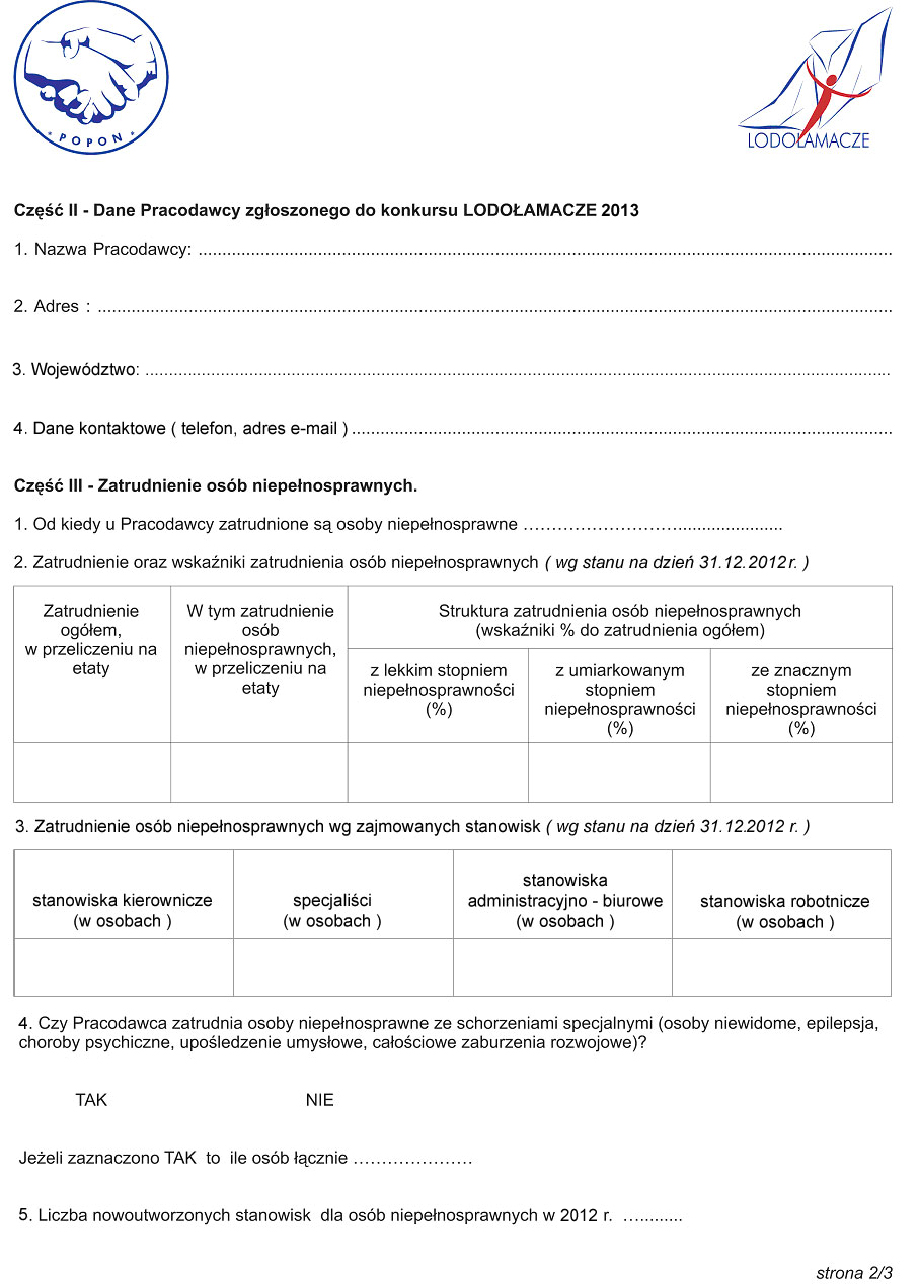 * POPON *
LODOŁAMACZE
Część II - Dane Pracodawcy zgłoszonego do konkursu LODOŁAMACZE 2013
1. Nazwa Pracodawcy: ................................................................................
2. Adres : ................................................................................
3. Województwo: ................................................................................
4. Dane kontaktowe ( telefon, adres e-mail ) ................................................................................
Część III - Zatrudnienie osób niepełnosprawnych.
1. Od kiedy u Pracodawcy zatrudnione są osoby niepełnosprawne ……………………….......................
2. Zatrudnienie oraz wskaźniki zatrudnienia osób niepełnosprawnych ( wg stanu na dzień 31.12.2012r. )
Zatrudnienie
ogółem,
w przeliczeniu na
etaty
W tym zatrudnienie
osób
niepełnosprawnych,
w przeliczeniu na
etaty
Struktura zatrudnienia osób niepełnosprawnych
(wskaźniki % do zatrudnienia ogółem)
z lekkim stopniem
niepełnosprawności
(%)
z umiarkowanym
stopniem
niepełnosprawności
(%)
ze znacznym
stopniem
niepełnosprawności
(%)
3. Zatrudnienie osób niepełnosprawnych wg zajmowanych stanowisk ( wg stanu na dzień 31.12.2012 r. )
stanowiska kierownicze
(w osobach )
specjaliści
(w osobach )
stanowiska
administracyjno - biurowe
(w osobach )
stanowiska robotnicze
(w osobach )
4. Czy Pracodawca zatrudnia osoby niepełnosprawne ze schorzeniami specjalnymi (osoby niewidome, epilepsja,
choroby psychiczne, upośledzenie umysłowe, całościowe zaburzenia rozwojowe)?
TAK NIE
Jeżeli zaznaczono TAK to ile osób łącznie …………………
5. Liczba nowoutworzonych stanowisk dla osób niepełnosprawnych w 2012 r. ….........
strona 2/3